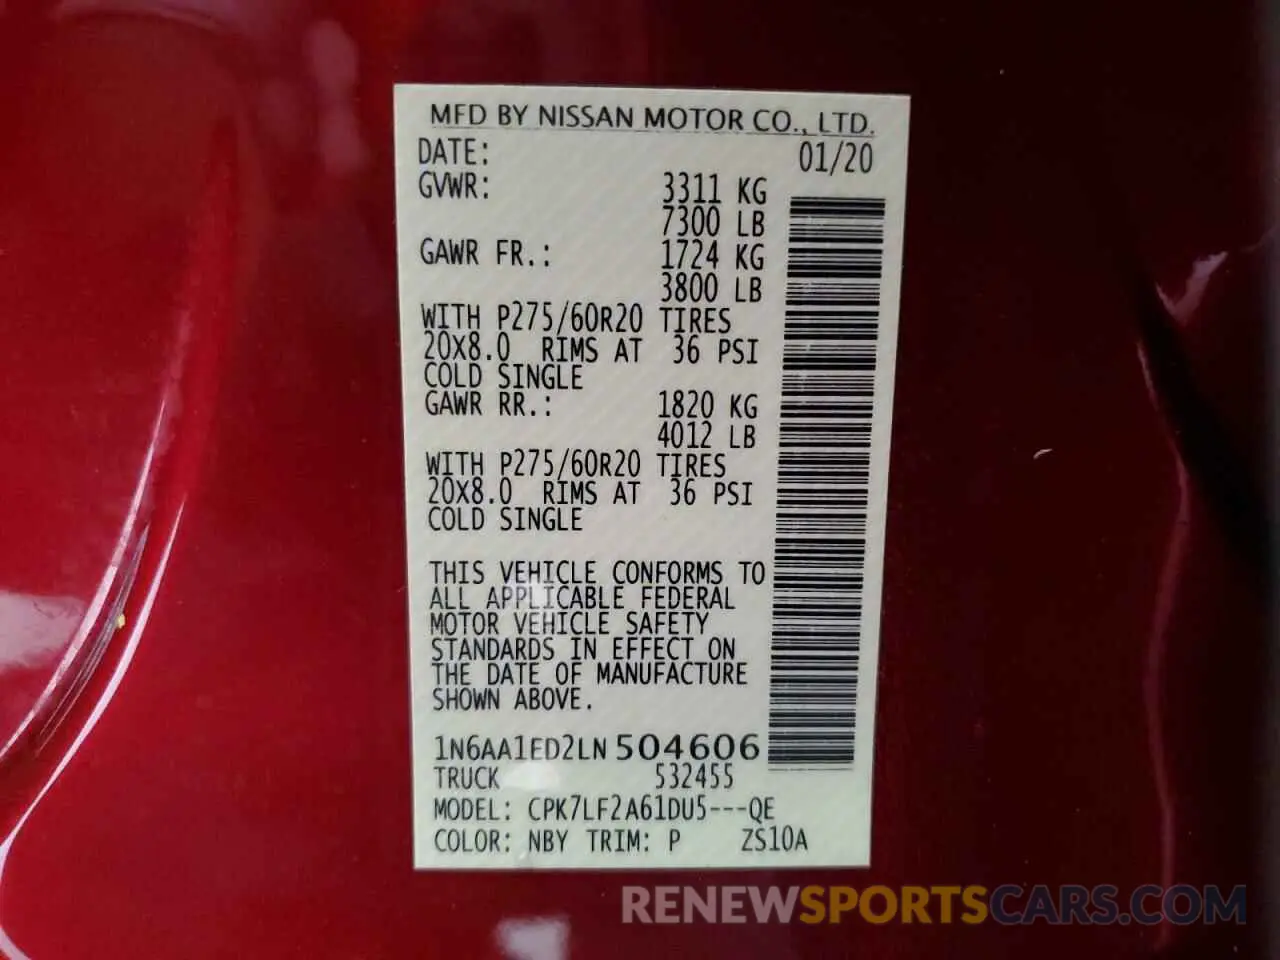 MFD BY NISSAN MOTOR CO., LTD.
DATE: 01/20
GVWR: 3311 KG
7300 LB
GAWR FR.: 1724 KG
3800 LB
WITH P275/60R20 TIRES
20X8.0 RIMS AT 36 PSI
COLD SINGLE
GAWR RR.: 1820 KG
4012 LB
WITH P275/60R20 TIRES
20X8.0 RIMS AT 36 PSI
COLD SINGLE
THIS VEHICLE CONFORMS TO
ALL APPLICABLE FEDERAL
MOTOR VEHICLE SAFETY
STANDARDS IN EFFECT ON
THE DATE OF MANUFACTURE
SHOWN ABOVE.
1N6AA1ED2LN504606
TRUCK 532455
MODEL: CPK7LF2A61DU5---QE
COLOR: NBY TRIM: P ZS10A
RENEWSPORTSCARS.COM